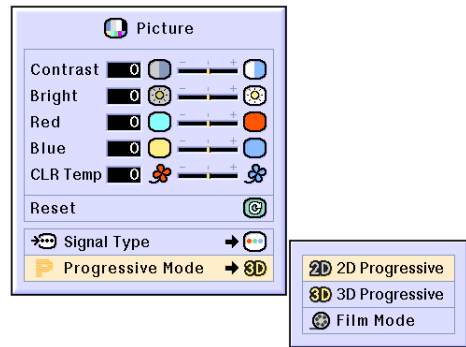 Picture
Contrast 0 - +
Bright 0 - +
Red 0 - +
Blue 0 - +
CLR Temp 0 - +
Reset
Signal Type
P Progressive Mode 3D
2D 2D Progressive
3D 3D Progressive
Film Mode